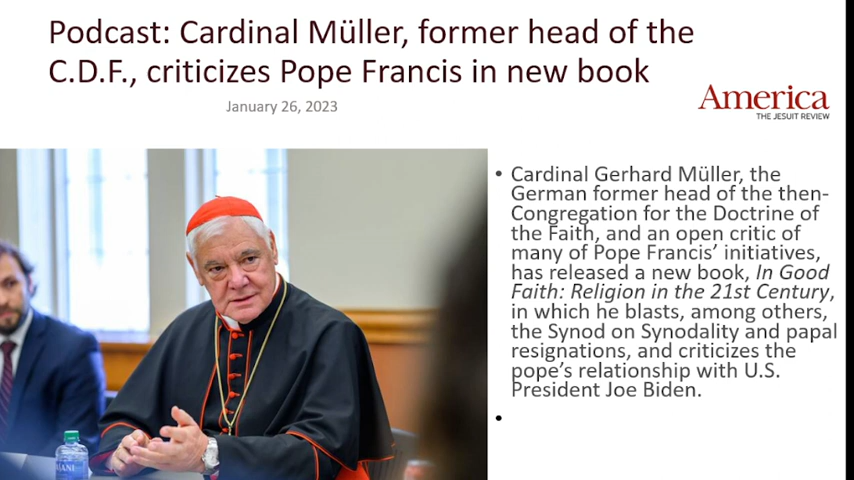 Podcast: Cardinal Müller, former head of the
C.D.F., criticizes Pope Francis in new book
January 26, 2023
America
THE JESUIT REVIEW
• Cardinal Gerhard Müller, the
German former head of the then-
Congregation for the Doctrine of
the Faith, and an open critic of
many of Pope Francis’ initiatives,
has released a new book, In Good
Faith: Religion in the 21st Century,
in which he blasts, among others,
the Synod on Synodality and papal
resignations, and criticizes the
pope’s relationship with U.S.
President Joe Biden.
•